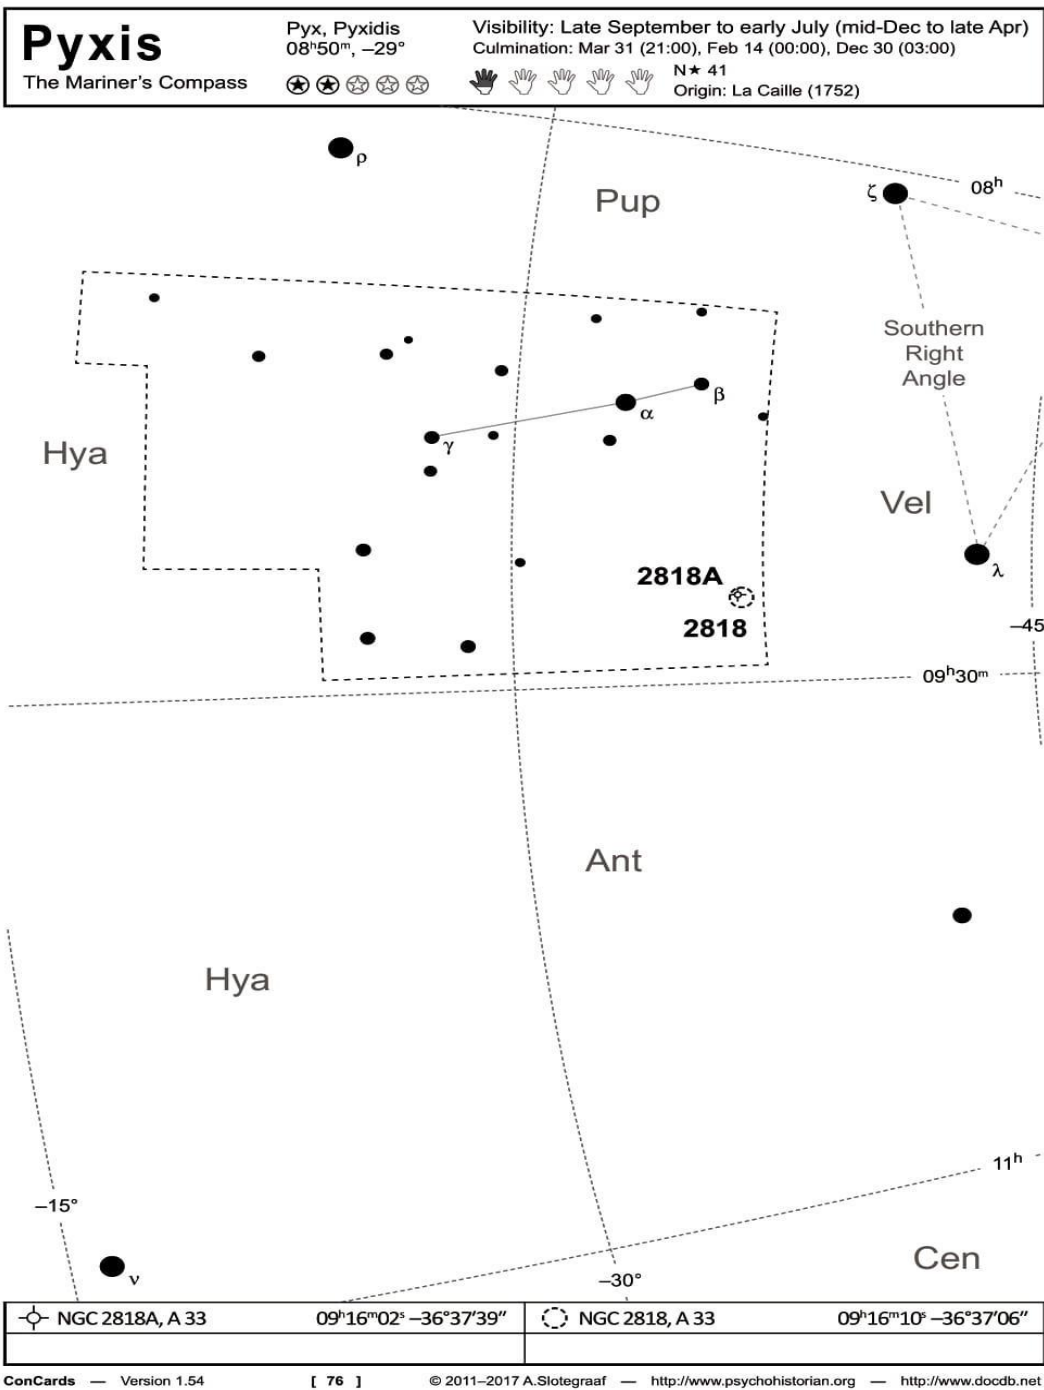 Pyxis
The Mariner's Compass
Pyx, Pyxidis
08ʰ50ᵐ, –29°
Visibility: Late September to early July (mid-Dec to late Apr)
Culmination: Mar 31 (21:00), Feb 14 (00:00), Dec 30 (03:00)
N★ 41
Origin: La Caille (1752)
ρ
Pup
ζ
08ʰ
Southern
Right
Angle
β
α
γ
Hya
Vel
λ
2818A
2818
–45
09ʰ30ᵐ
Ant
Hya
11ʰ
–15°
Cen
ν
–30°
NGC 2818A, A 33 09ʰ16ᵐ02ˢ –36°37'39″
NGC 2818, A 33 09ʰ16ᵐ10ˢ –36°37'06″
ConCards — Version 1.54 [ 76 ] © 2011–2017 A.Slotegraaf — http://www.psychohistorian.org — http://www.docdb.net